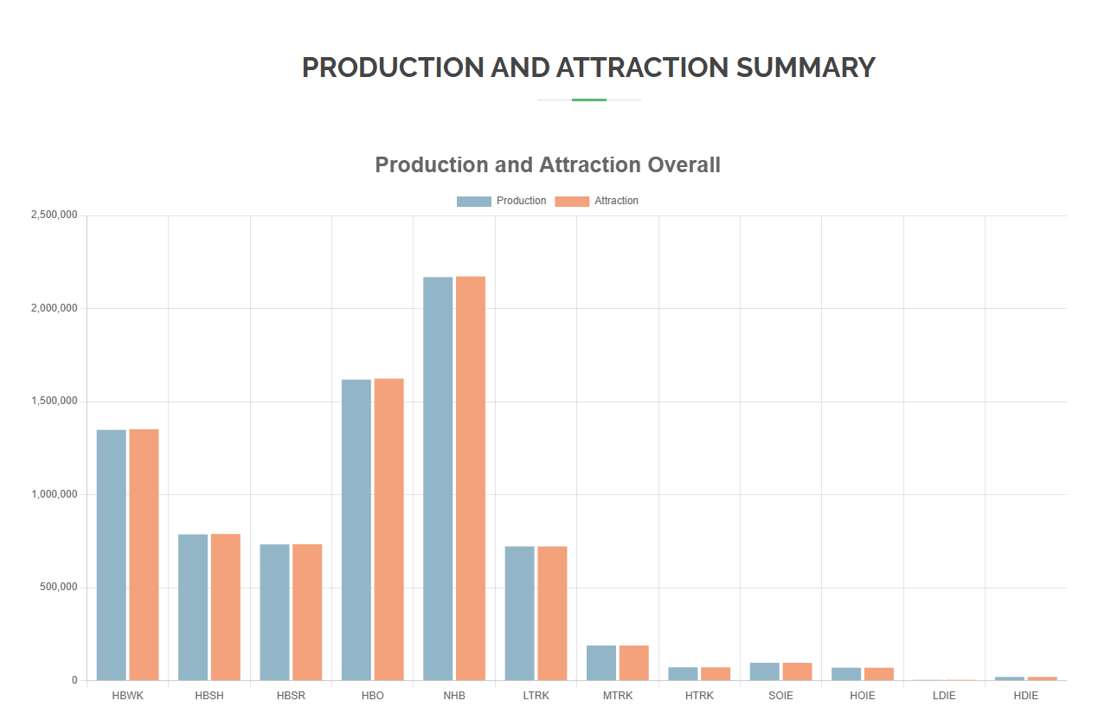 PRODUCTION AND ATTRACTION SUMMARY
Production and Attraction Overall
Production Attraction
2,500,000
2,000,000
1,500,000
1,000,000
500,000
0
HBWK HBSH HBSR HBO NHB LTRK MTRK HTRK SOIE HOIE LDIE HDIE